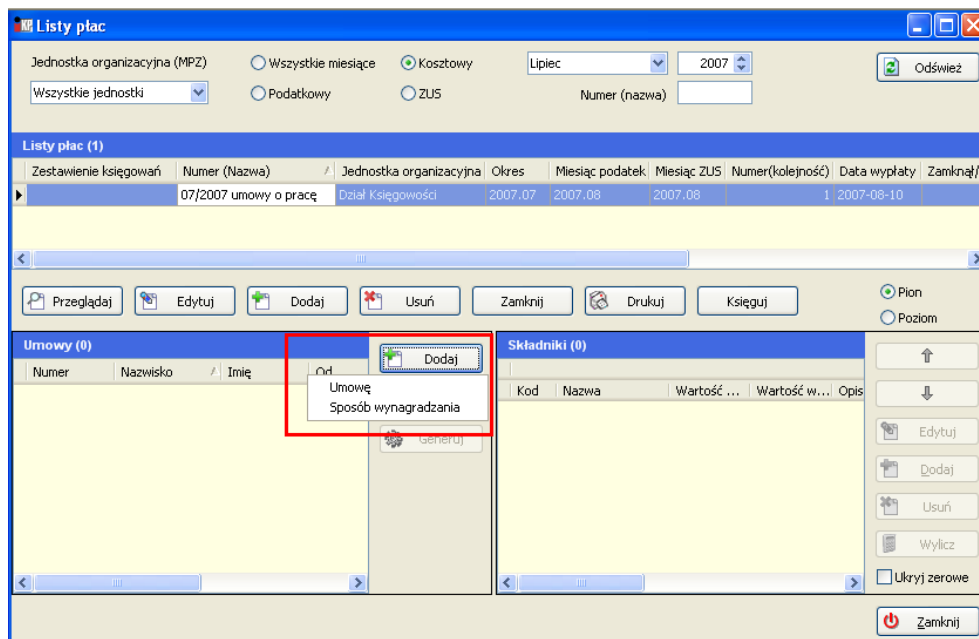 Listy płac
Jednostka organizacyjna (MPZ)
Wszystkie miesiące
Kosztowy
Lipiec
2007
Odśwież
Wszystkie jednostki
Podatkowy
ZUS
Numer (nazwa)
Listy płac (1)
Zestawienie księgowań Numer (Nazwa) Jednostka organizacyjna Okres Miesiąc podatek Miesiąc ZUS Numer(kolejność) Data wypłaty Zamknął/
07/2007 umowy o pracę Dział Księgowości 2007.07 2007.08 2007.08 1 2007-08-10
Przeglądaj Edytuj Dodaj Usuń Zamknij Drukuj Księguj
Pion
Poziom
Umowy (0)
Numer Nazwisko Imię Od
Dodaj
Umowę
Sposób wynagradzania
Generuj
Składniki (0)
Kod Nazwa Wartość ... Wartość w... Opis
Edytuj
Dodaj
Usuń
Wylicz
Ukryj zerowe
Zamknij